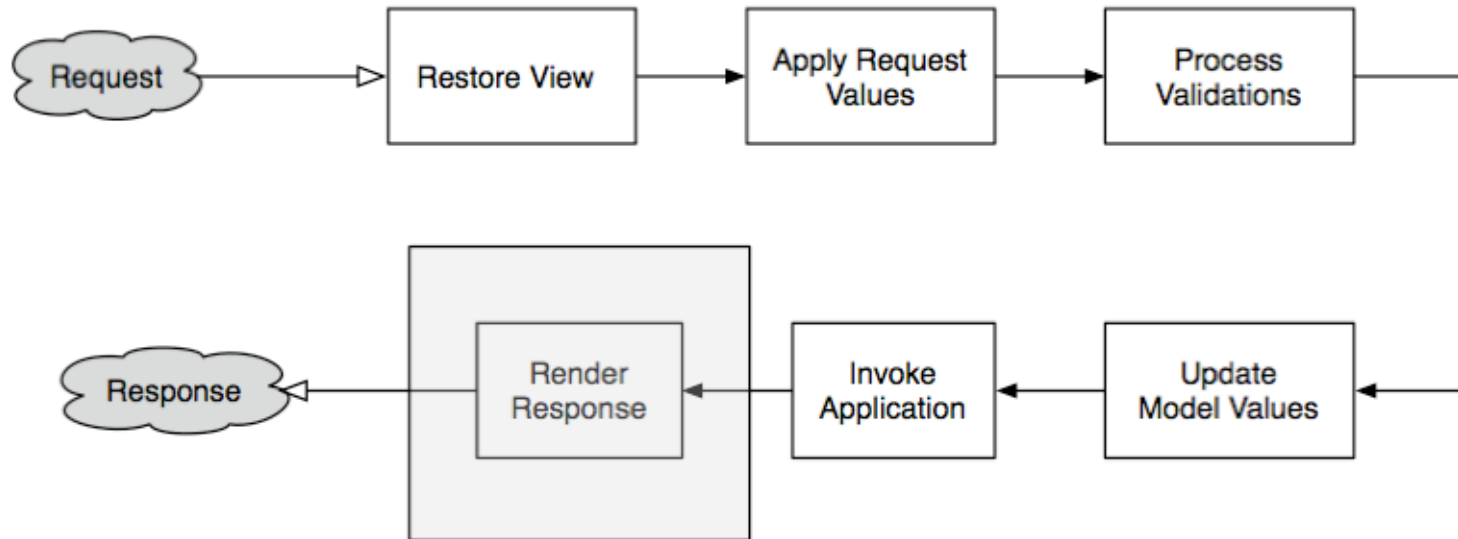 Request
Restore View
Apply Request
Values
Process
Validations
Response
Render
Response
Invoke
Application
Update
Model Values